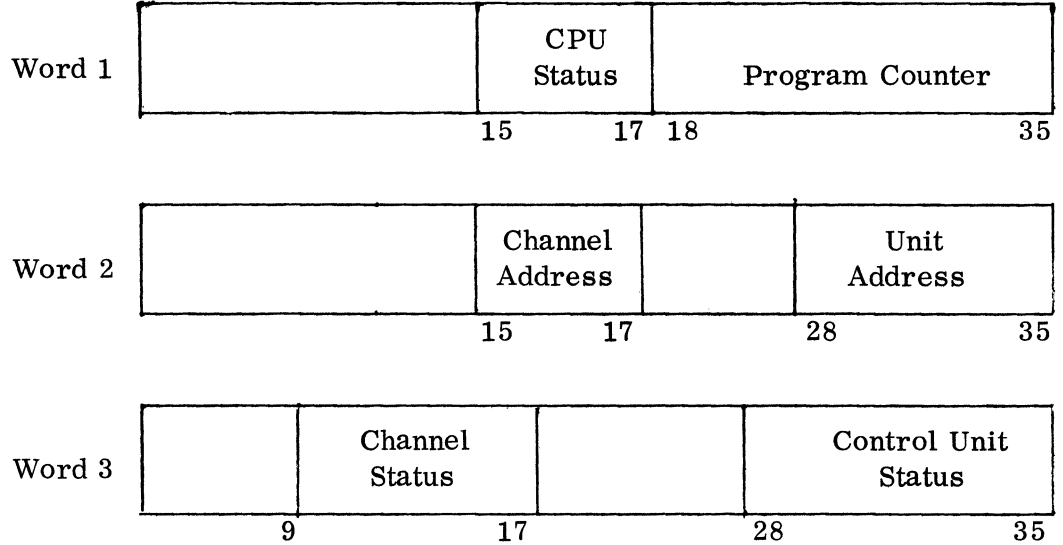 Word 1
CPU
Status
Program Counter
15 17 18 35
Word 2
Channel
Address
Unit
Address
15 17 28 35
Word 3
Channel
Status
Control Unit
Status
9 17 28 35